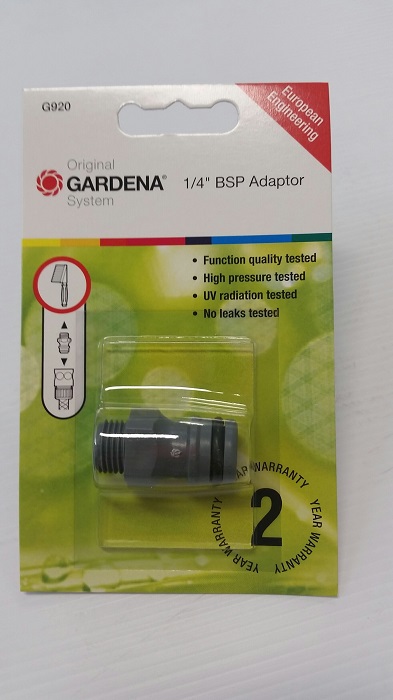 G920
European
Engineering
Original
GARDENA®
System
1/4" BSP Adaptor
• Function quality tested
• High pressure tested
• UV radiation tested
• No leaks tested
2
YEAR WARRANTY
YEAR WARRANTY
AR WARRANTY